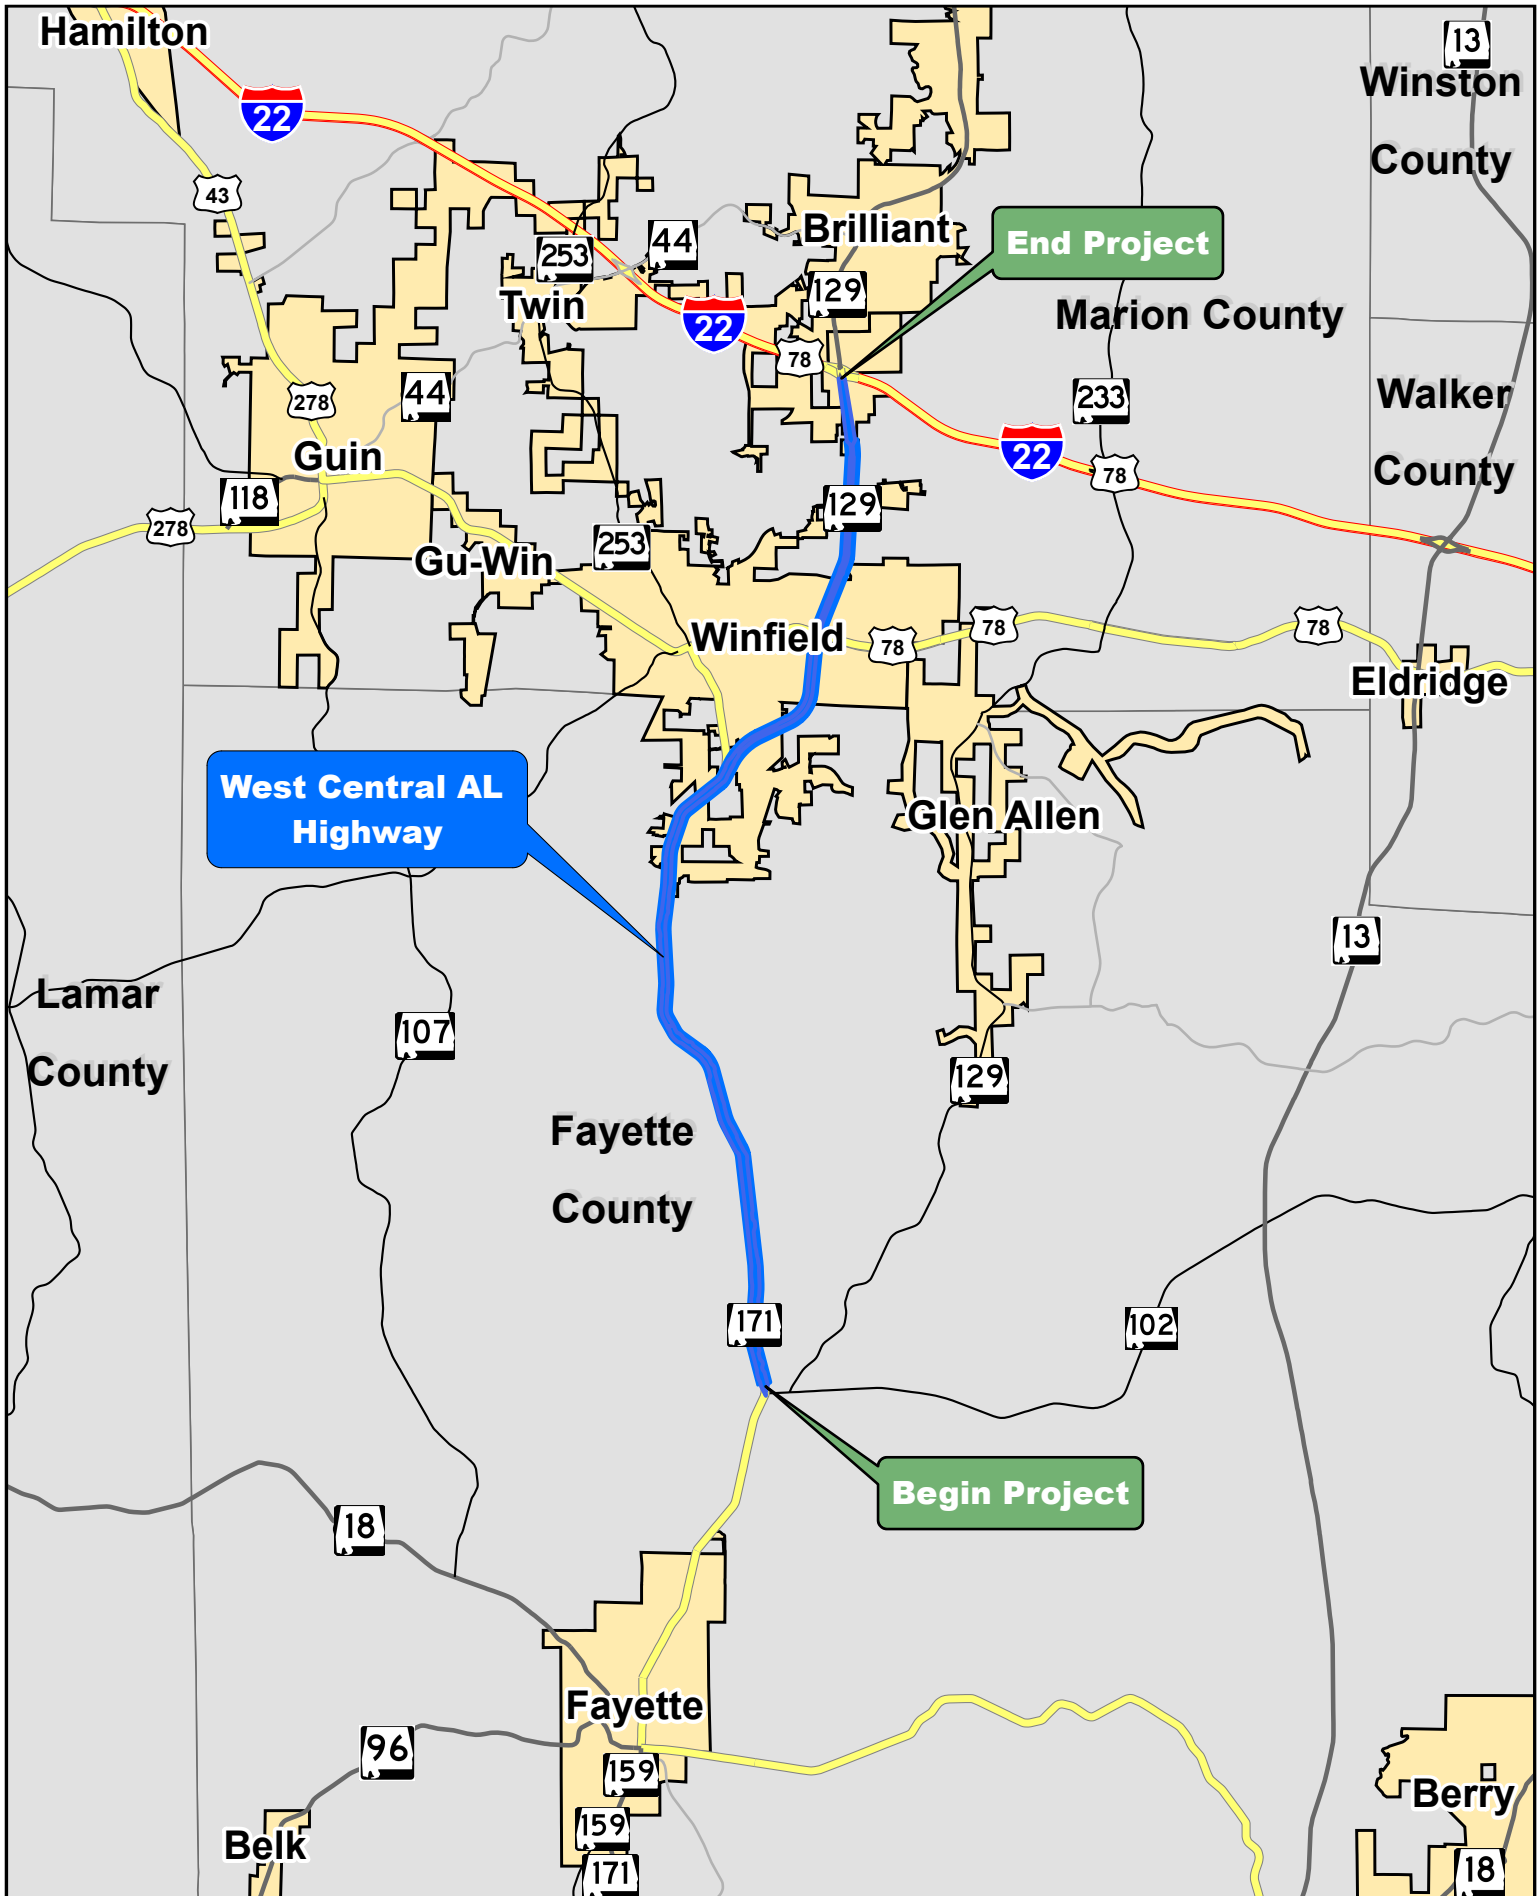 Hamilton
13
Winston
County
22
43
Brilliant
End Project
253
44
Twin
129
22
Marion County
78
278
44
233
Walker
County
Guin
22
78
118
278
129
253
Gu-Win
Winfield
78
78
78
Eldridge
West Central AL
Highway
Glen Allen
13
Lamar
County
107
129
Fayette
County
171
102
Begin Project
18
Fayette
96
159
159
171
Belk
Berry
18